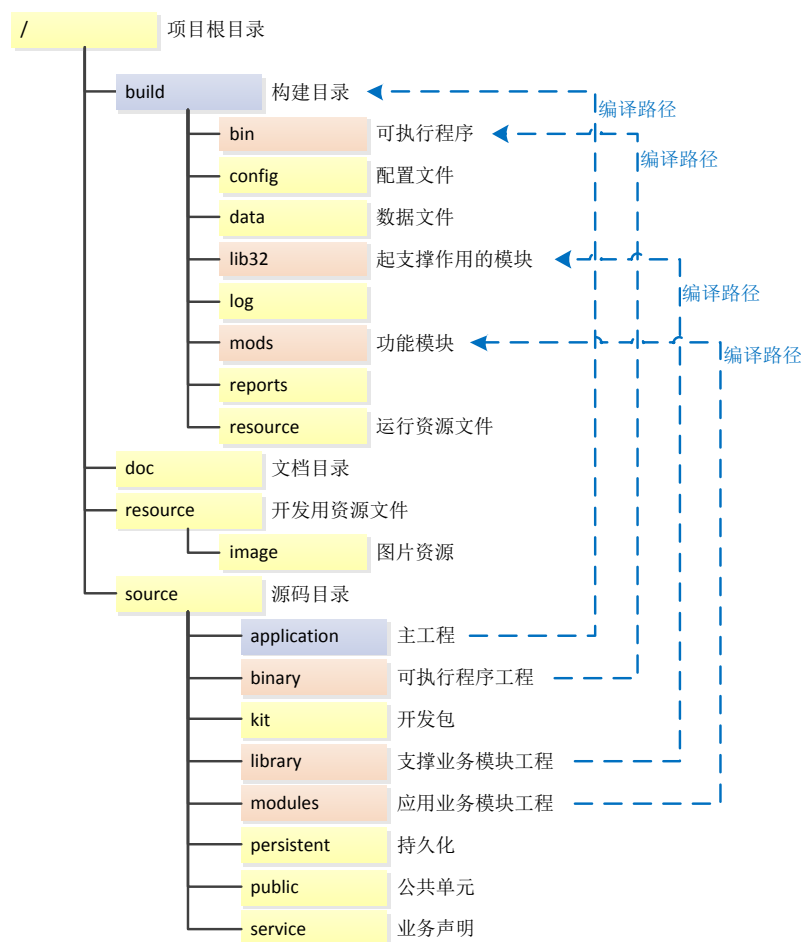 / 项目根目录
build 构建目录
编译路径
bin 可执行程序
编译路径
config 配置文件
data 数据文件
lib32 起支撑作用的模块
编译路径
log
mods 功能模块
编译路径
reports
resource 运行资源文件
doc 文档目录
resource 开发用资源文件
image 图片资源
source 源码目录
application 主工程
binary 可执行程序工程
kit 开发包
library 支撑业务模块工程
modules 应用业务模块工程
persistent 持久化
public 公共单元
service 业务声明